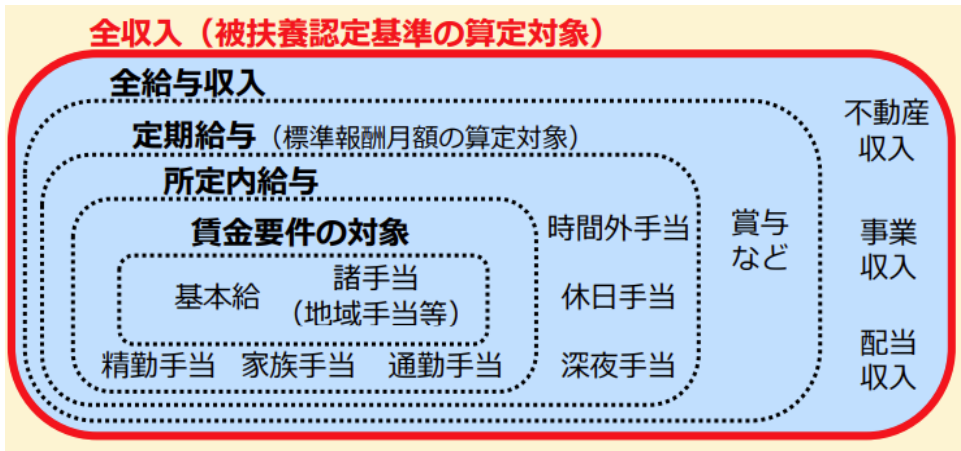 全収入（被扶養認定基準の算定対象）
全給与収入
定期給与（標準報酬月額の算定対象）
所定内給与
賃金要件の対象
基本給
諸手当
（地域手当等）
精勤手当 家族手当 通勤手当
時間外手当
休日手当
深夜手当
賞与
など
不動産
収入
事業
収入
配当
収入